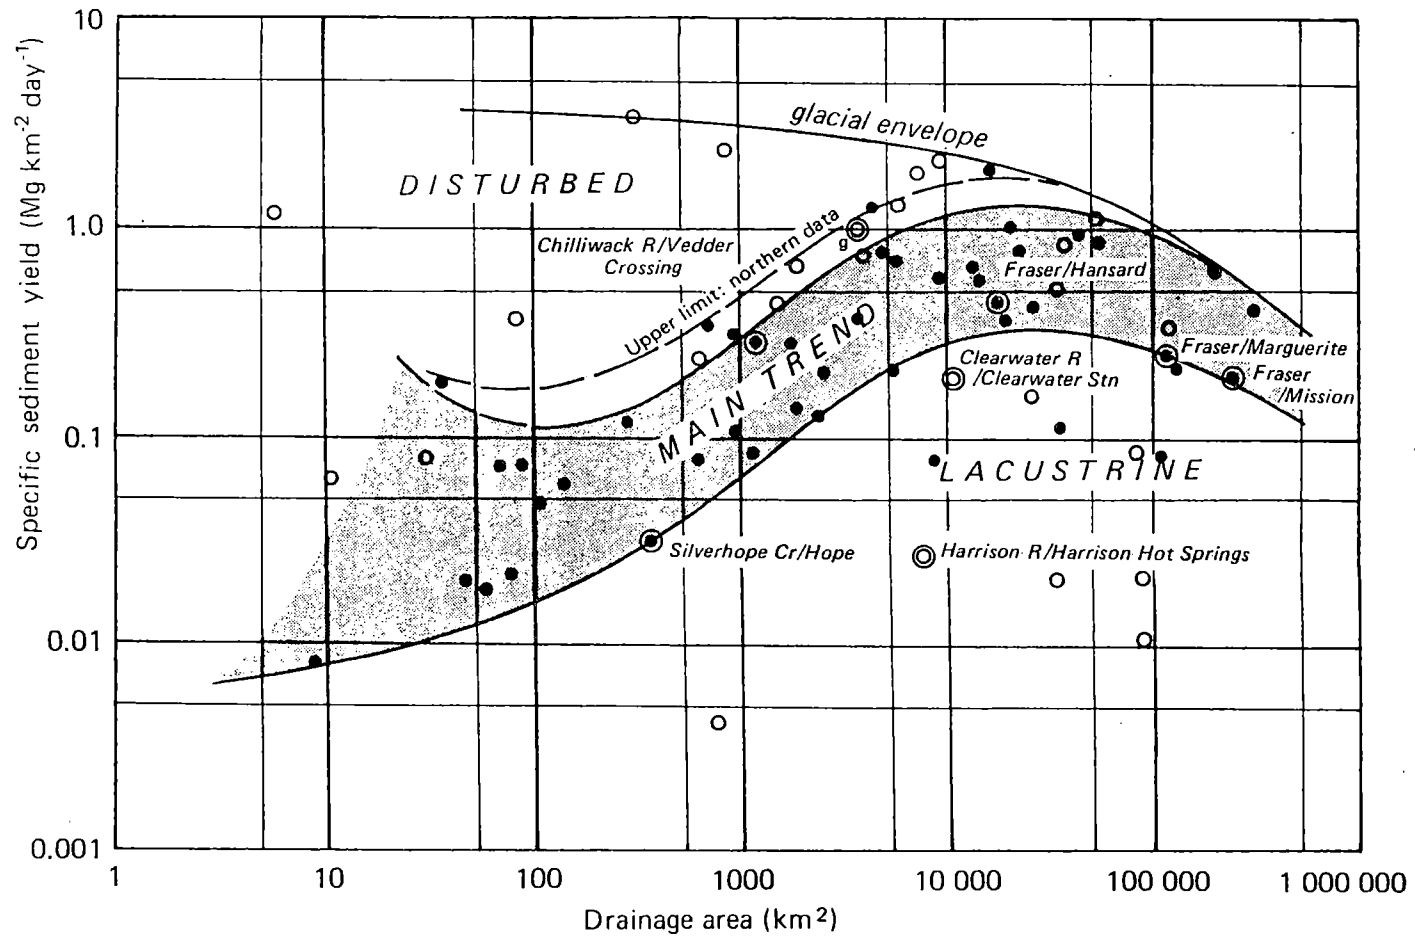 Specific sediment yield (Mg km-2 day-1)
10
1.0
0.1
0.01
0.001
glacial envelope
DISTURBED
Upper limit: northern data
Chilliwack R/Vedder
Crossing
g
Fraser/Hansard
MAIN TREND
Fraser/Marguerite
Clearwater R
/Clearwater Stn
Fraser
/Mission
LACUSTRINE
Silverhope Cr/Hope
Harrison R/Harrison Hot Springs
1
10
100
1000
10 000
100 000
1 000 000
Drainage area (km2)